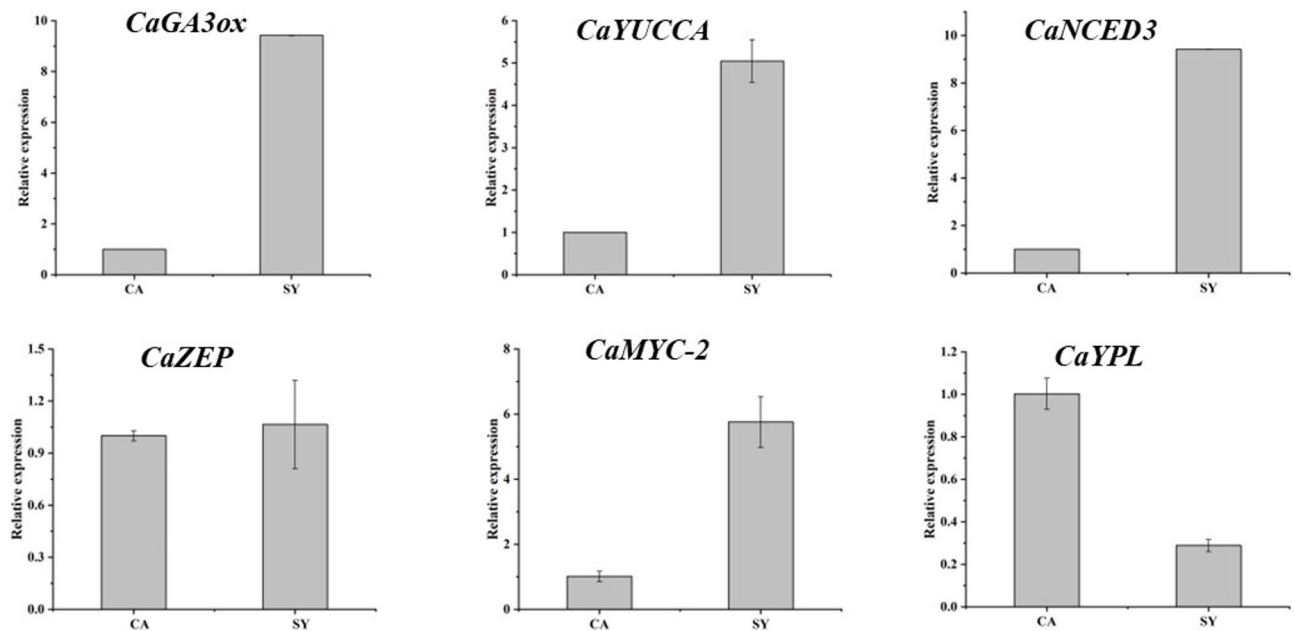 CaGA3ox
Relative expression
10
8
6
4
2
0
CA
SY
CaYUCCA
Relative expression
6
5
4
3
2
1
0
CA
SY
CaNCED3
Relative expression
10
8
6
4
2
0
CA
SY
CaZEP
Relative expression
1.5
1.2
0.9
0.6
0.3
0.0
CA
SY
CaMYC-2
Relative expression
8
6
4
2
0
CA
SY
CaYPL
Relative expression
1.2
1.0
0.8
0.6
0.4
0.2
0.0
CA
SY